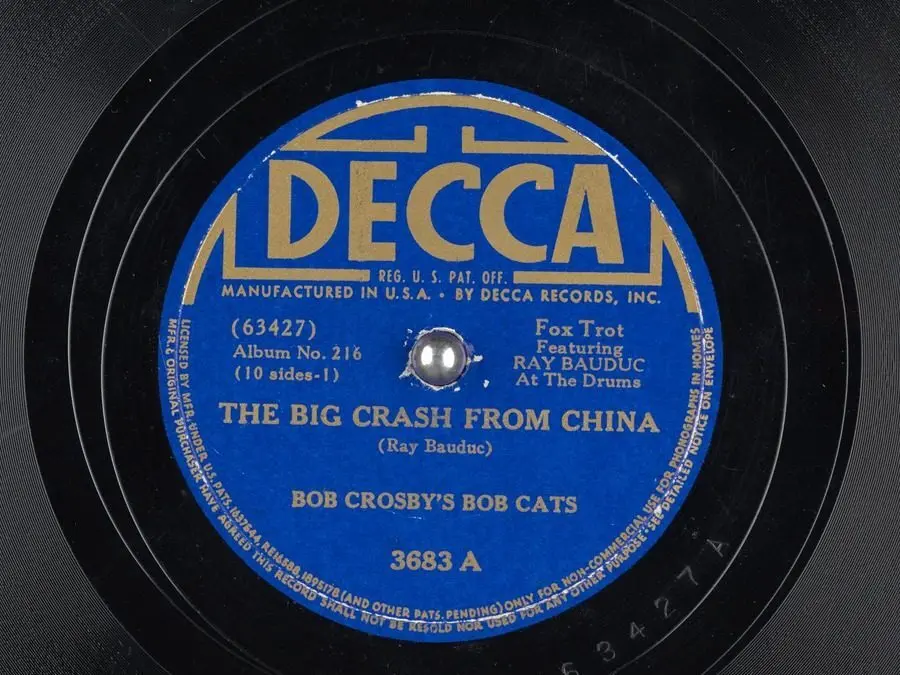 DECCA
REG. U. S. PAT. OFF.
MANUFACTURED IN U.S.A. • BY DECCA RECORDS, INC.
(63427)
Album No. 216
(10 sides-1)
Fox Trot
Featuring
RAY BAUDUC
At The Drums
THE BIG CRASH FROM CHINA
(Ray Bauduc)
BOB CROSBY'S BOB CATS
3683 A
LICENSED BY MFR. UNDER U.S. PATS. 1637544, RE16588, 1895178 (AND OTHER PATS. PENDING) ONLY FOR NON-COMMERCIAL USE FOR PHONOGRAPHS IN HOMES
MFR. & ORIGINAL PURCHASER HAVE AGREED THIS RECORD SHALL NOT BE RESOLD NOR USED FOR ANY OTHER PURPOSE · SEE DETAILED NOTICE ON ENVELOPE
63427A